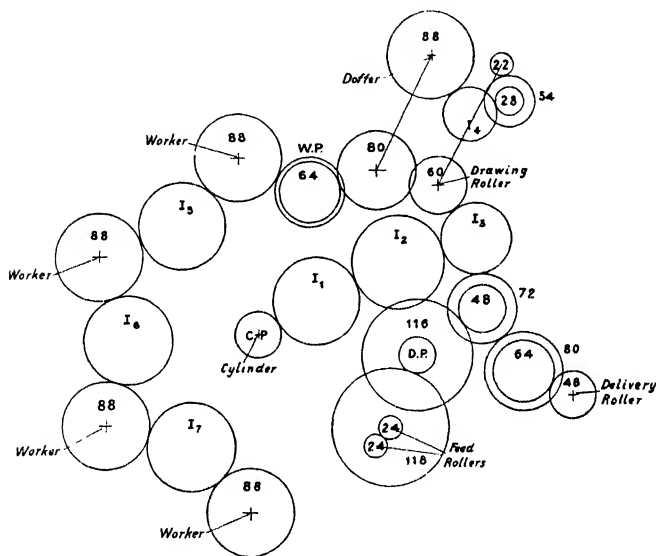 88
22
Doffer
28
54
I4
88
W.P.
Worker
64
80
60
Drawing
Roller
I5
I2
I3
88
Worker
I1
48
72
I6
C.P
116
D.P.
64
80
Cylinder
48
Delivery
Roller
88
I7
24
Feed
Rollers
24
118
Worker
88
Worker